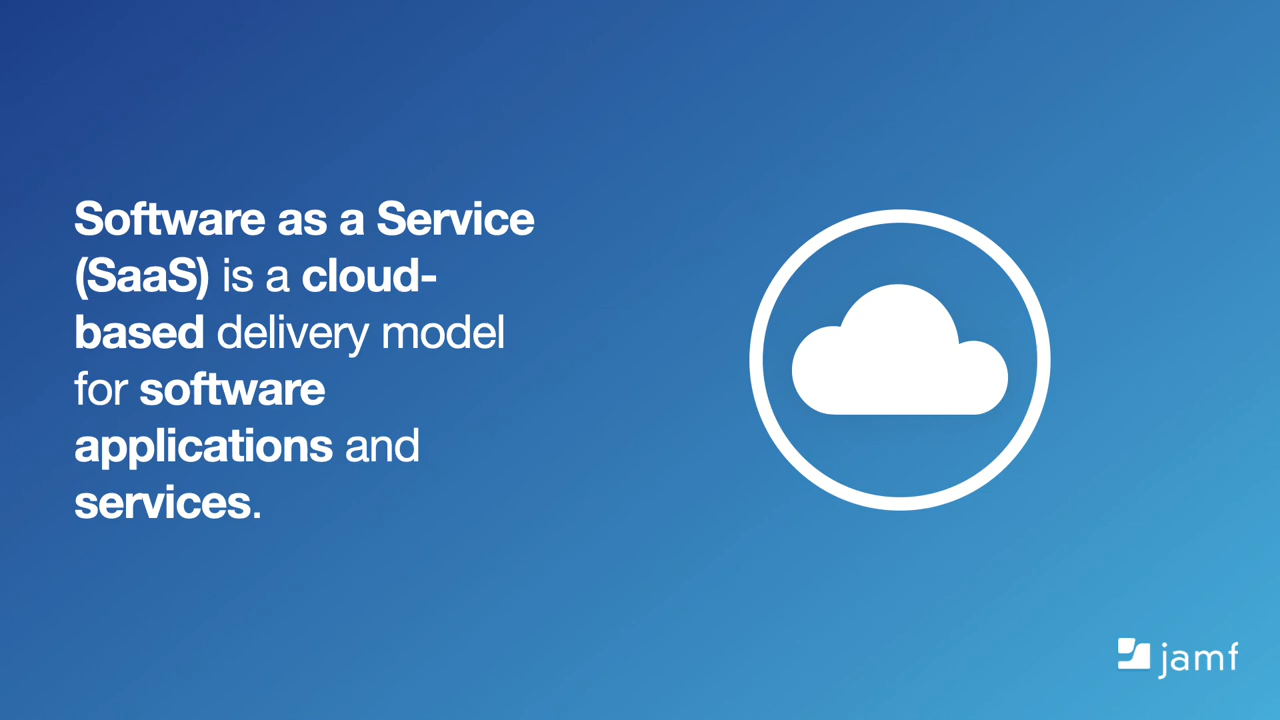 Software as a Service
(SaaS) is a cloud-
based delivery model
for software
applications and
services.
jamf